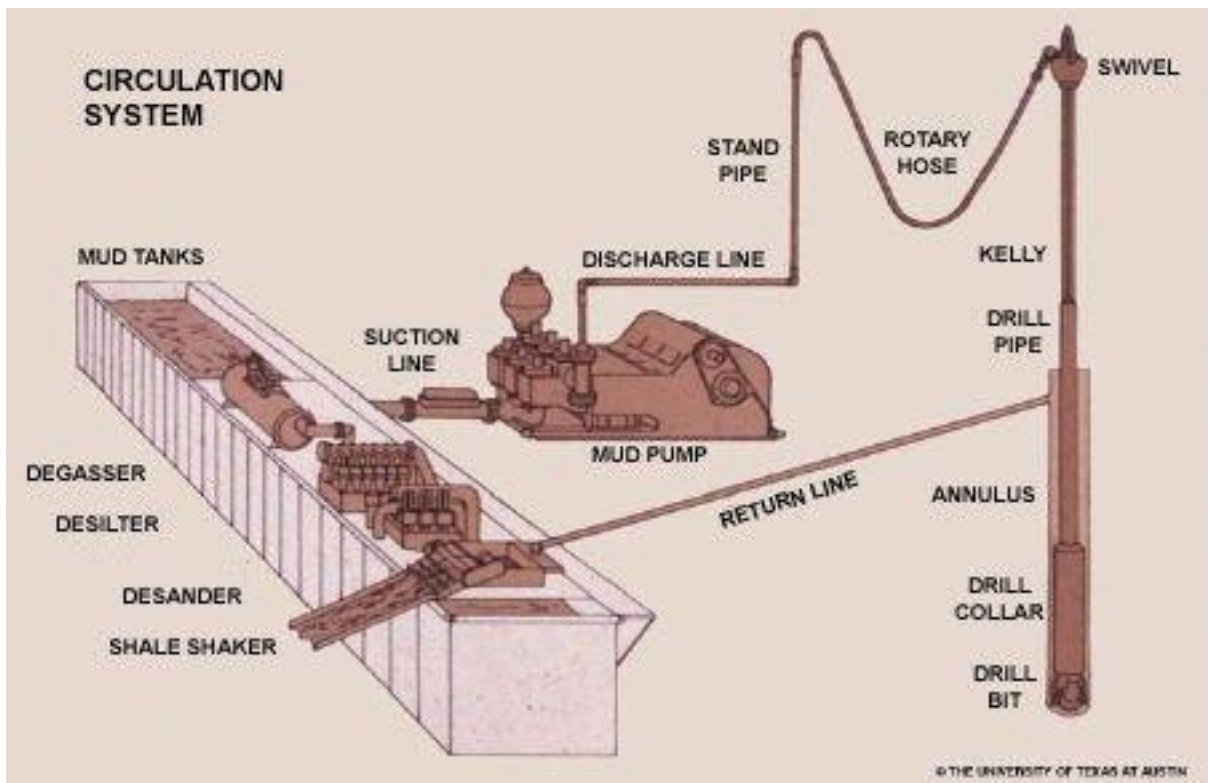 CIRCULATION
SYSTEM
SWIVEL
STAND
PIPE
ROTARY
HOSE
MUD TANKS
DISCHARGE LINE
KELLY
SUCTION
LINE
DRILL
PIPE
MUD PUMP
DEGASSER
RETURN LINE
ANNULUS
DESILTER
DESANDER
DRILL
COLLAR
SHALE SHAKER
DRILL
BIT
© THE UNIVERSITY OF TEXAS AT AUSTIN